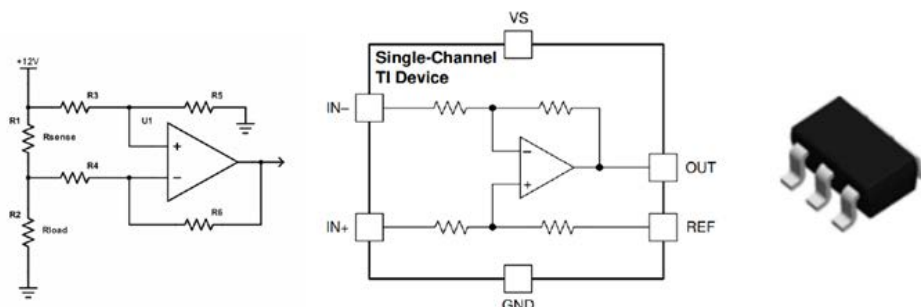 +12V
R3
R5
R1
Rsense
U1
+
R4
−
R2
Rload
R6
VS
Single-Channel
TI Device
IN−
−
OUT
+
IN+
REF
GND